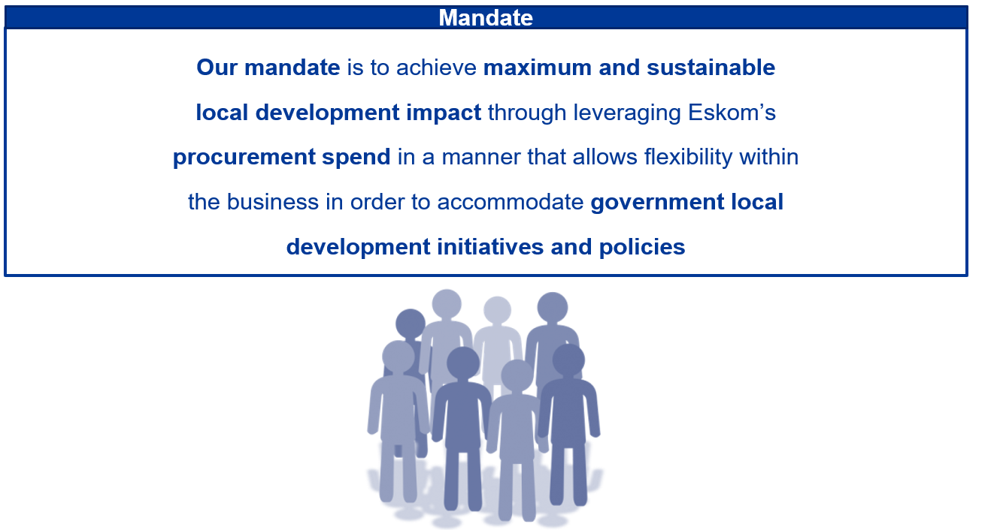 Mandate
Our mandate is to achieve maximum and sustainable
local development impact through leveraging Eskom’s
procurement spend in a manner that allows flexibility within
the business in order to accommodate government local
development initiatives and policies